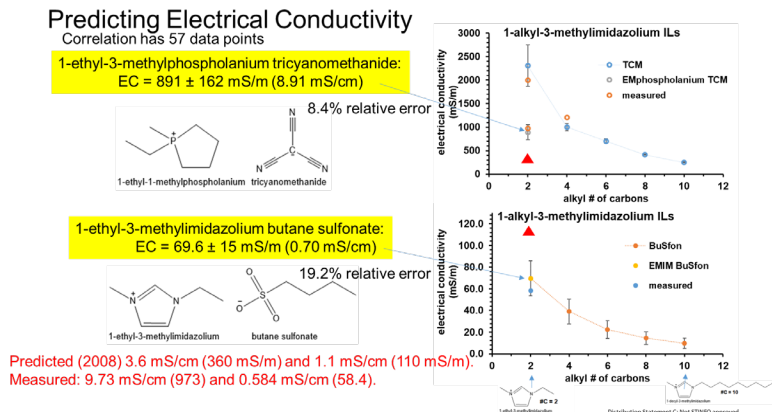 Predicting Electrical Conductivity
Correlation has 57 data points
1-ethyl-3-methylphospholanium tricyanomethanide:
EC = 891 ± 162 mS/m (8.91 mS/cm)
8.4% relative error
P
+
N
C
-
N
N
1-ethyl-1-methylphospholanium
tricyanomethanide
1-ethyl-3-methylimidazolium butane sulfonate:
EC = 69.6 ± 15 mS/m (0.70 mS/cm)
19.2% relative error
N
+
N
O
O
S
-
O
1-ethyl-3-methylimidazolium
butane sulfonate
Predicted (2008) 3.6 mS/cm (360 mS/m) and 1.1 mS/cm (110 mS/m).
Measured: 9.73 mS/cm (973) and 0.584 mS/cm (58.4).
1-alkyl-3-methylimidazolium ILs
electrical conductivity
(mS/m)
3000
2500
2000
1500
1000
500
0
TCM
EMphospholanium TCM
measured
0 2 4 6 8 10 12
alkyl # of carbons
1-alkyl-3-methylimidazolium ILs
electrical conductivity
(mS/m)
120.0
100.0
80.0
60.0
40.0
20.0
0.0
BuSfon
EMIM BuSfon
measured
0 2 4 6 8 10 12
alkyl # of carbons
#C = 2
#C = 10